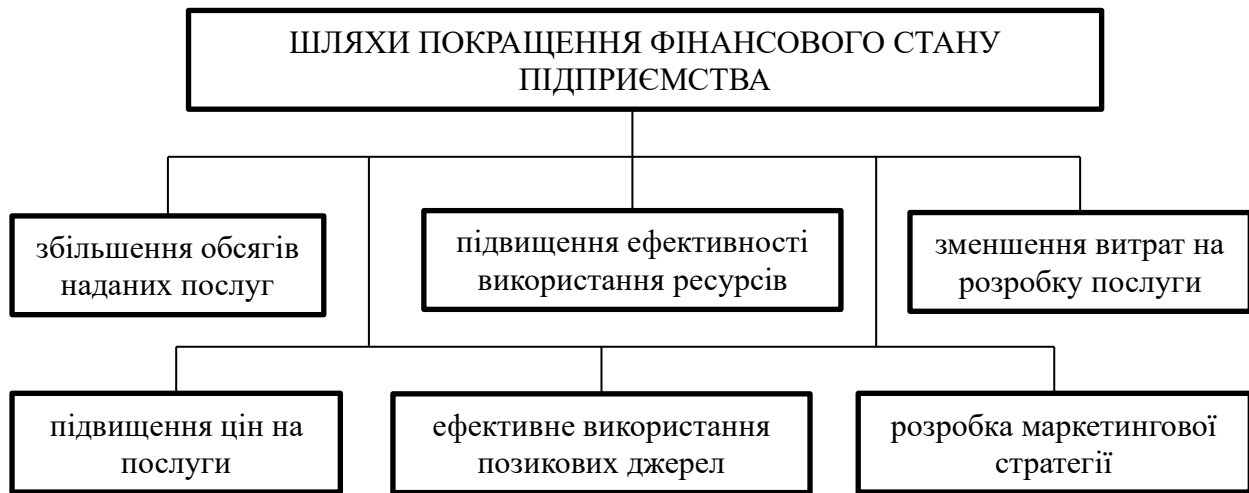 ШЛЯХИ ПОКРАЩЕННЯ ФІНАНСОВОГО СТАНУ
ПІДПРИЄМСТВА
збільшення обсягів
наданих послуг
підвищення ефективності
використання ресурсів
зменшення витрат на
розробку послуги
підвищення цін на
послуги
ефективне використання
позикових джерел
розробка маркетингової
стратегії